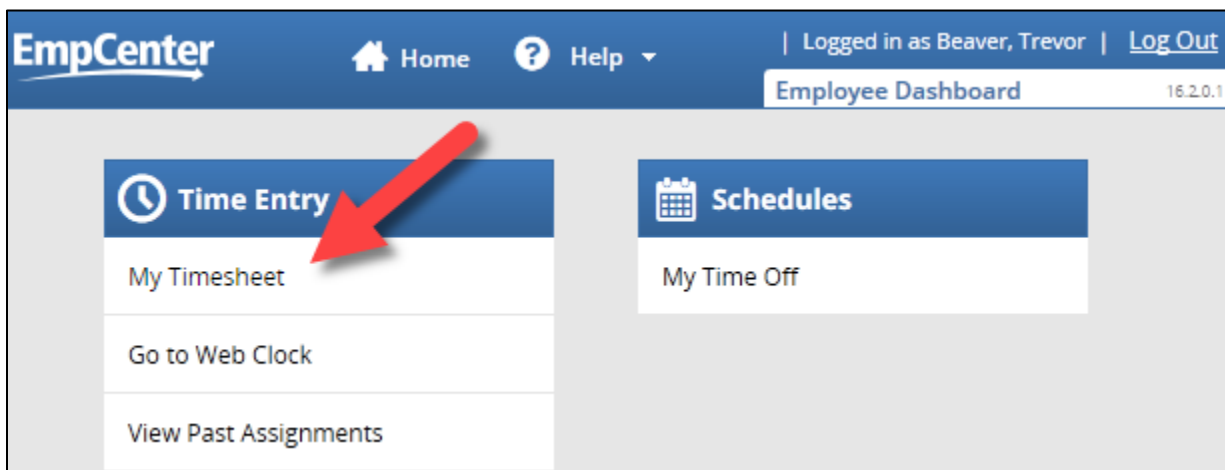 EmpCenter
Home
? Help
| Logged in as Beaver, Trevor | Log Out
Employee Dashboard
16.2.0.1
Time Entry
My Timesheet
Go to Web Clock
View Past Assignments
Schedules
My Time Off